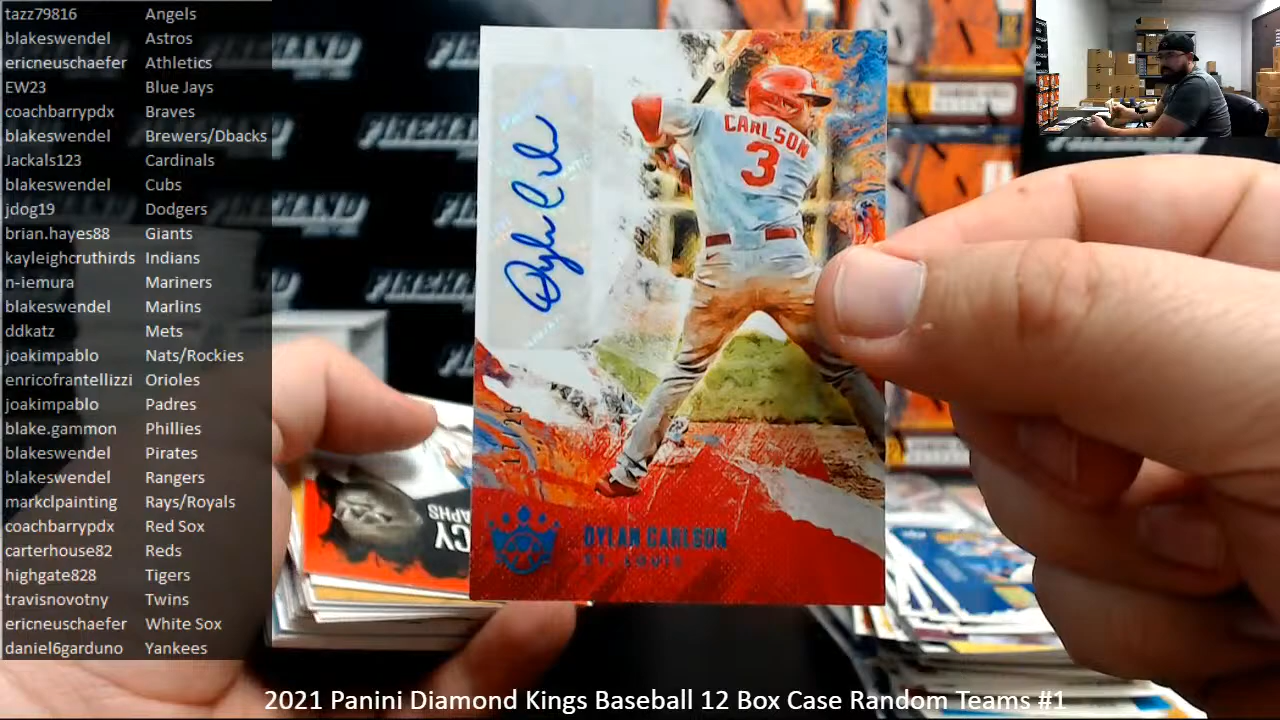 tazz79816 Angels
blakeswendel Astros
ericneuschaefer Athletics
EW23 Blue Jays
coachbarrypdx Braves
blakeswendel Brewers/Dbacks
Jackals123 Cardinals
blakeswendel Cubs
jdog19 Dodgers
brian.hayes88 Giants
kayleighcruthirds Indians
n-iemura Mariners
blakeswendel Marlins
ddkatz Mets
joakimpablo Nats/Rockies
enricofrantellizzi Orioles
joakimpablo Padres
blake.gammon Phillies
blakeswendel Pirates
blakeswendel Rangers
markclpainting Rays/Royals
coachbarrypdx Red Sox
carterhouse82 Reds
highgate828 Tigers
travisnovotny Twins
ericneuschaefer White Sox
daniel6garduno Yankees
CARLSON
3
DYLAN CARLSON
ST. LOUIS
2021 Panini Diamond Kings Baseball 12 Box Case Random Teams #1